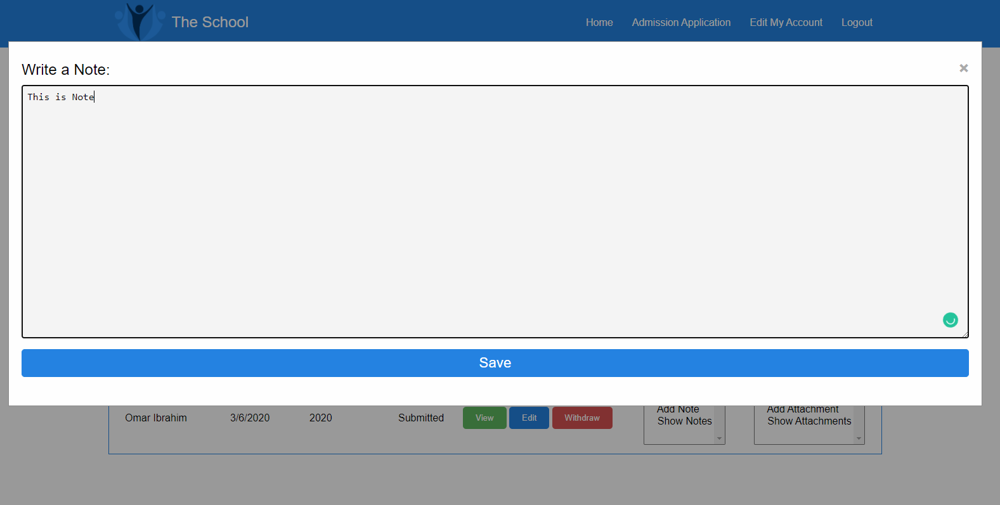 The School
Home Admission Application Edit My Account Logout
Write a Note: ×
This is Note
Save
Omar Ibrahim 3/6/2020 2020 Submitted View Edit Withdraw
Add Note
Show Notes
Add Attachment
Show Attachments